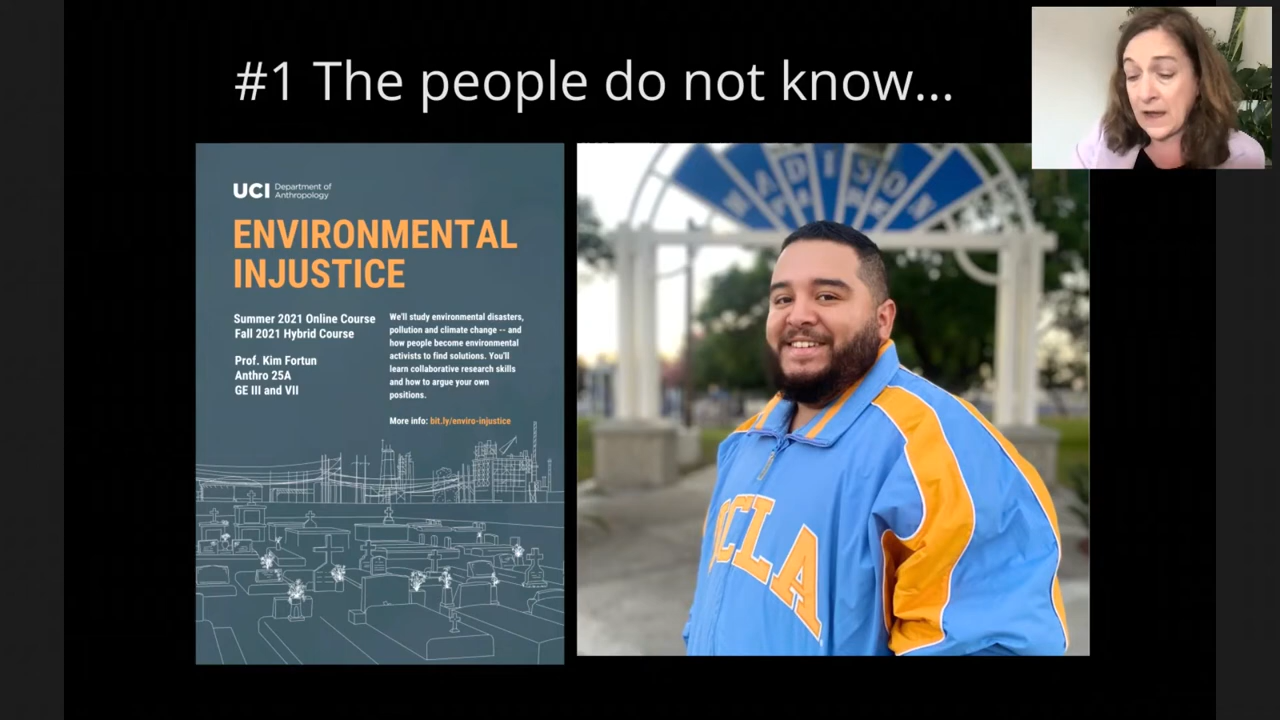 #1 The people do not know...
UCI Department of
Anthropology
ENVIRONMENTAL
INJUSTICE
Summer 2021 Online Course
Fall 2021 Hybrid Course
Prof. Kim Fortun
Anthro 25A
GE III and VII
We'll study environmental disasters,
pollution and climate change -- and
how people become environmental
activists to find solutions. You'll
learn collaborative research skills
and how to argue your own
positions.
More info: bit.ly/enviro-injustice
MADISON
UCLA